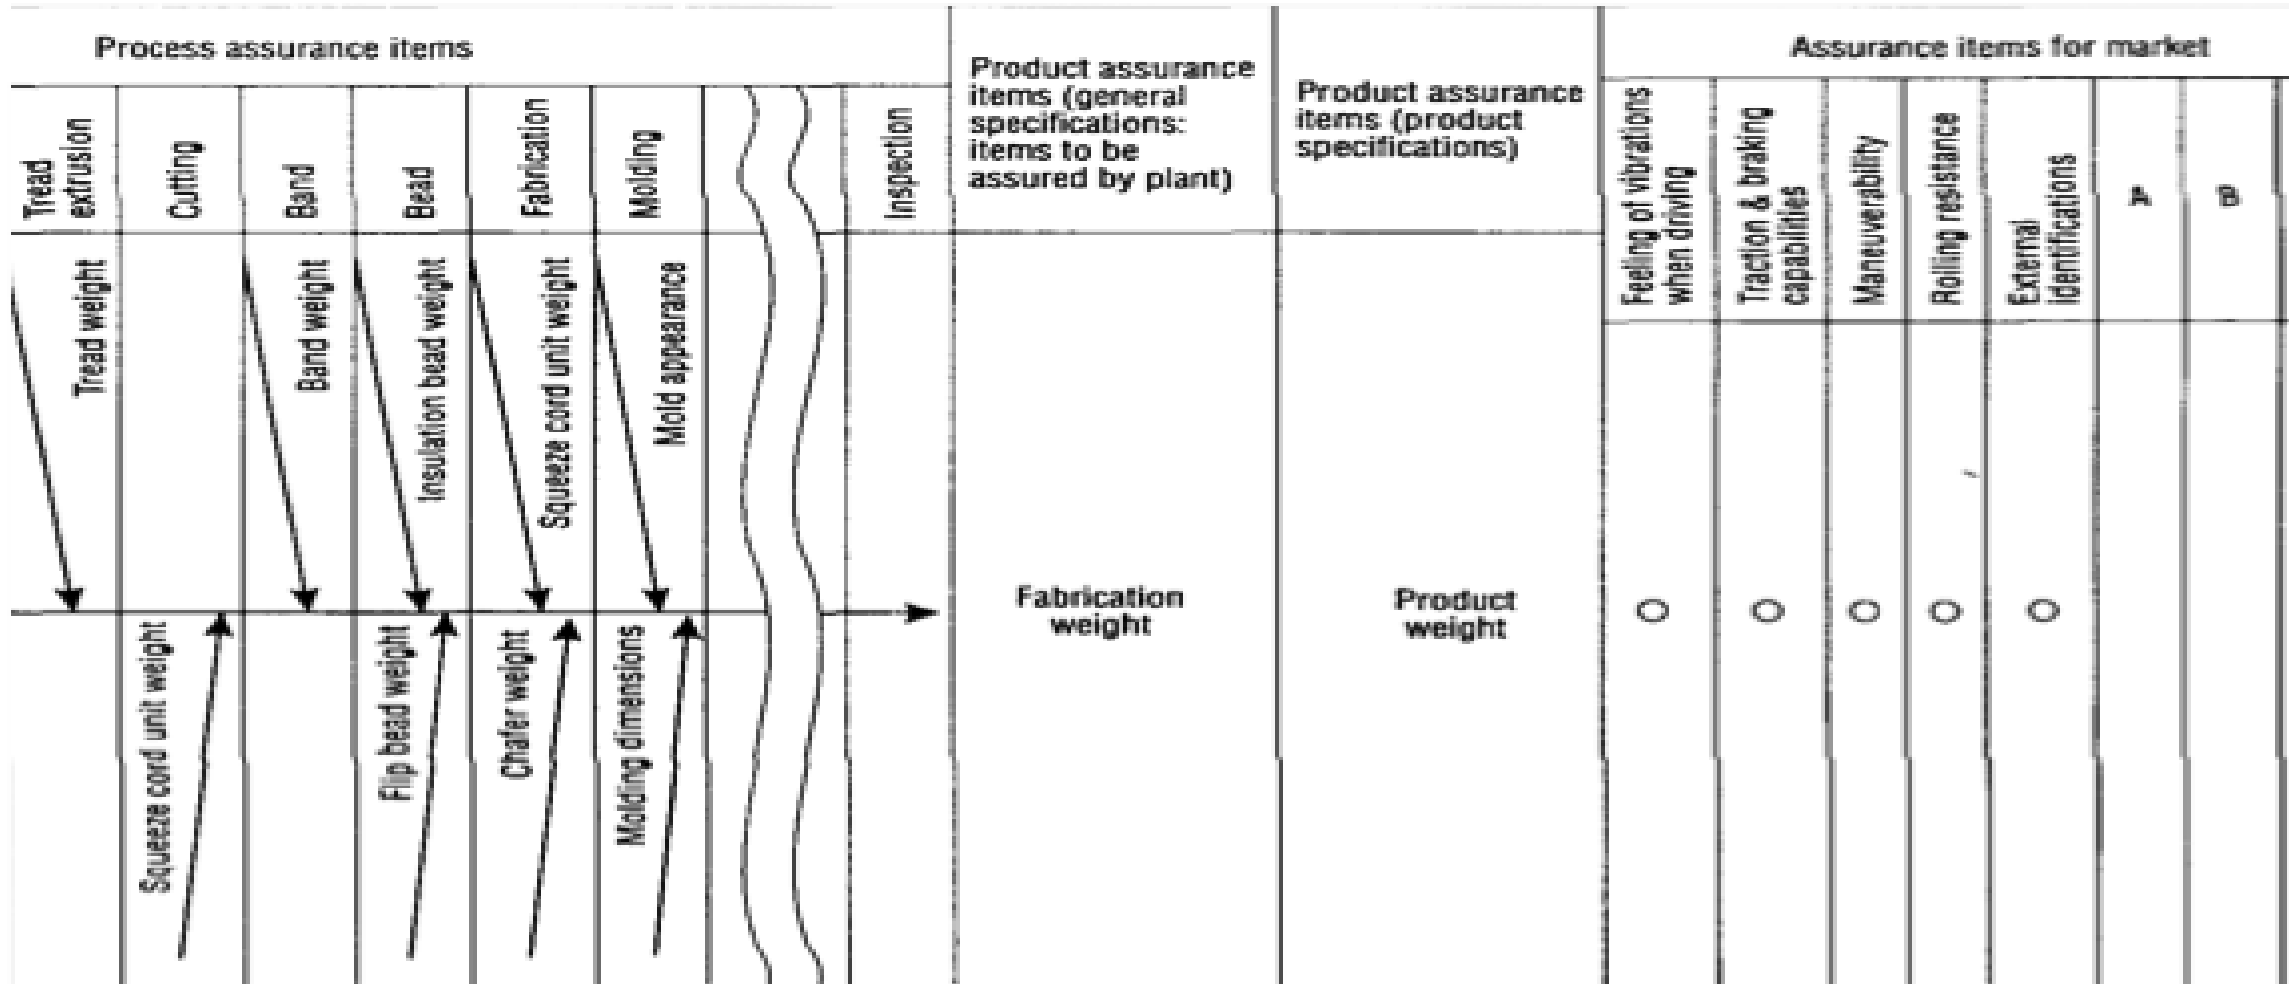 Process assurance items
Tread
extrusion
Cutting
Band
Bead
Fabrication
Molding
Inspection
Product assurance
items (general
specifications:
items to be
assured by plant)
Product assurance
items (product
specifications)
Assurance items for market
Feeling of vibrations
when driving
Traction & braking
capabilities
Maneuverability
Rolling resistance
External
Identifications
A
B
Tread weight
Band weight
Insulation bead weight
Squeeze cord unit weight
Mold appearance
Squeeze cord unit weight
Flip bead weight
Chafer weight
Molding dimensions
Fabrication
weight
Product
weight